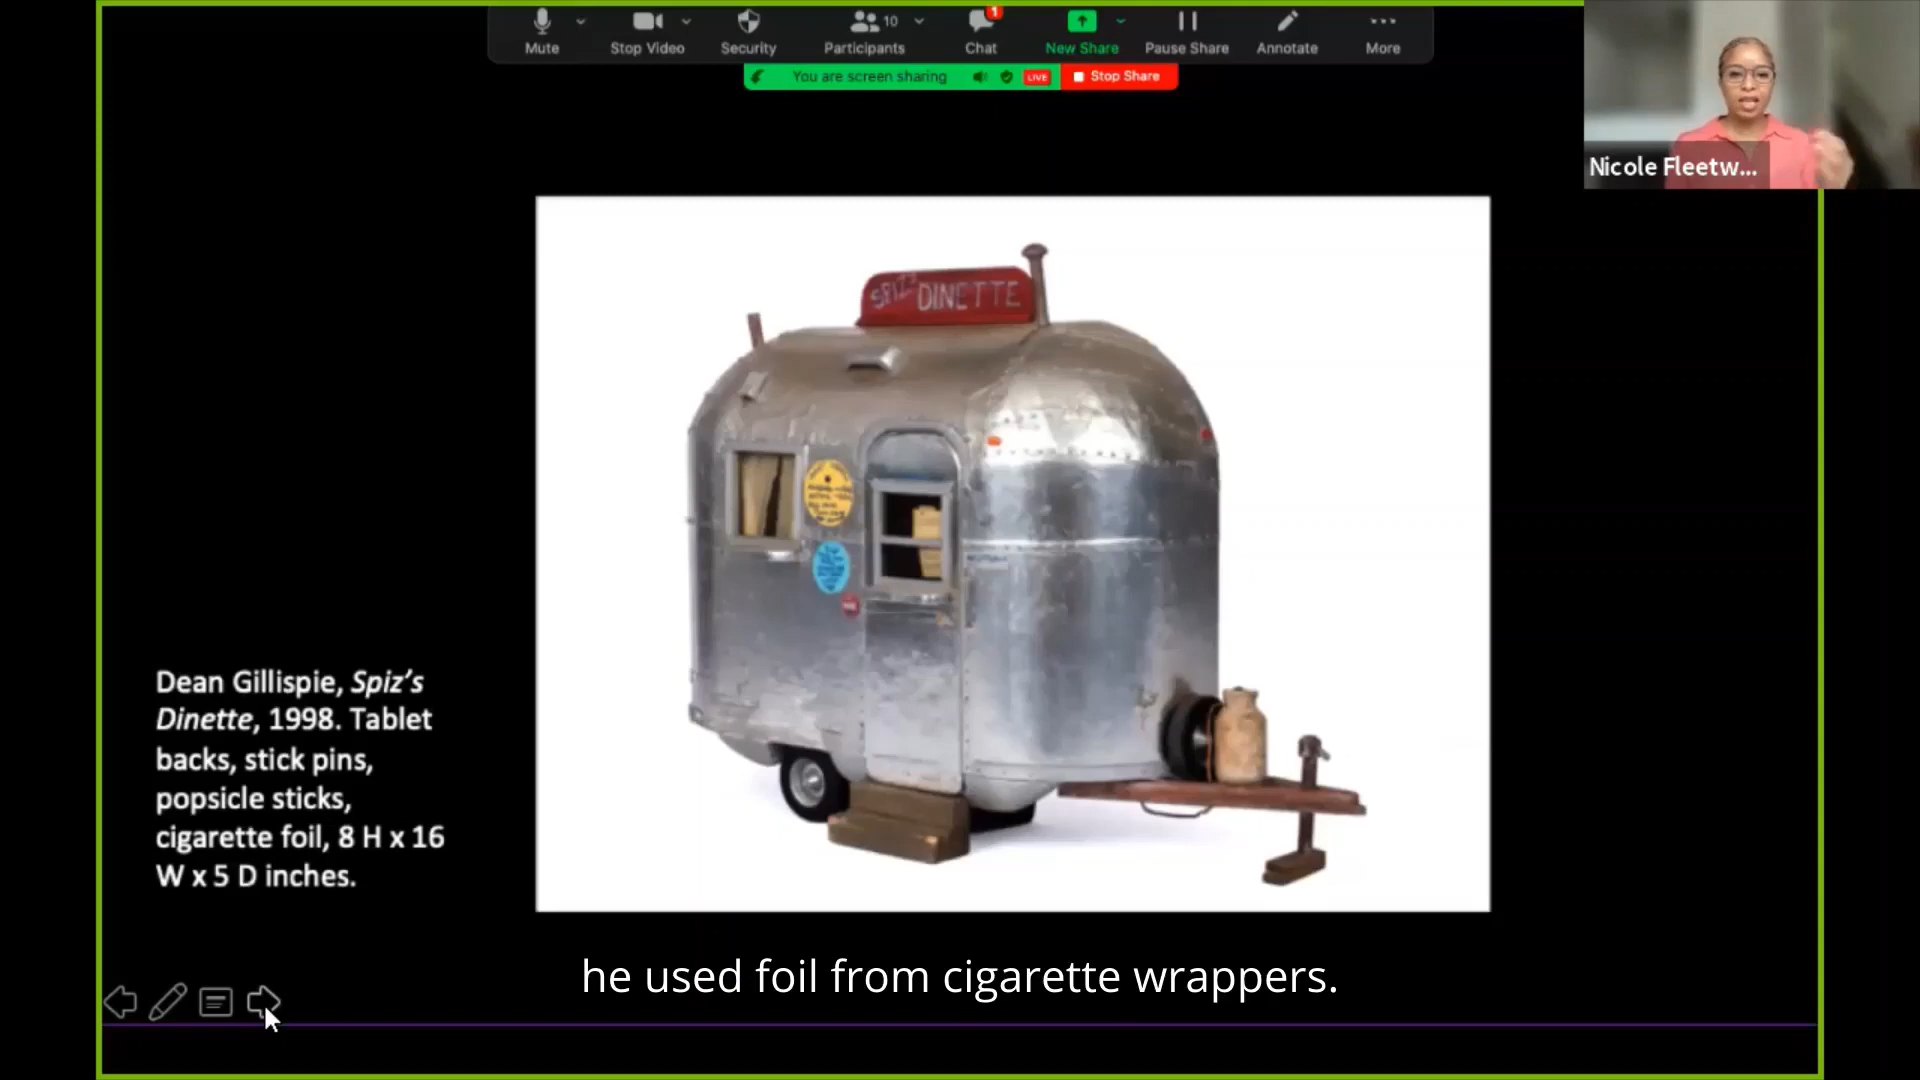 Mute
Stop Video
Security
10
Participants
1
Chat
New Share
Pause Share
Annotate
More
You are screen sharing
LIVE
Stop Share
Nicole Fleetw...
SPIZ'S DINETTE
Dean Gillispie, Spiz's
Dinette, 1998. Tablet
backs, stick pins,
popsicle sticks,
cigarette foil, 8 H x 16
W x 5 D inches.
he used foil from cigarette wrappers.